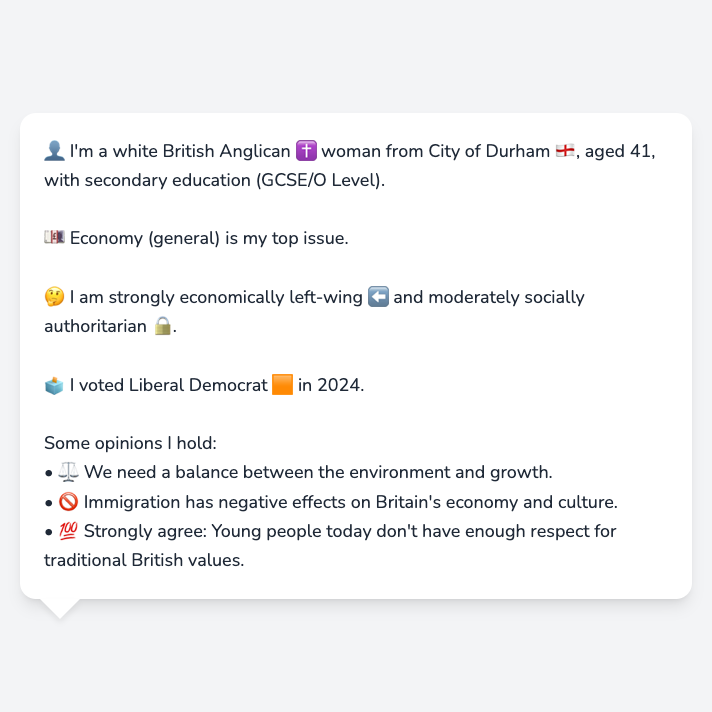 👤 I'm a white British Anglican ✝️ woman from City of Durham 🏴󠁧󠁢󠁥󠁮󠁧󠁿, aged 41,
with secondary education (GCSE/O Level).
💷 Economy (general) is my top issue.
🤔 I am strongly economically left-wing ⬅️ and moderately socially
authoritarian 🔒.
🗳️ I voted Liberal Democrat 🟧 in 2024.
Some opinions I hold:
• ⚖️ We need a balance between the environment and growth.
• 🚫 Immigration has negative effects on Britain's economy and culture.
• 💯 Strongly agree: Young people today don't have enough respect for
traditional British values.